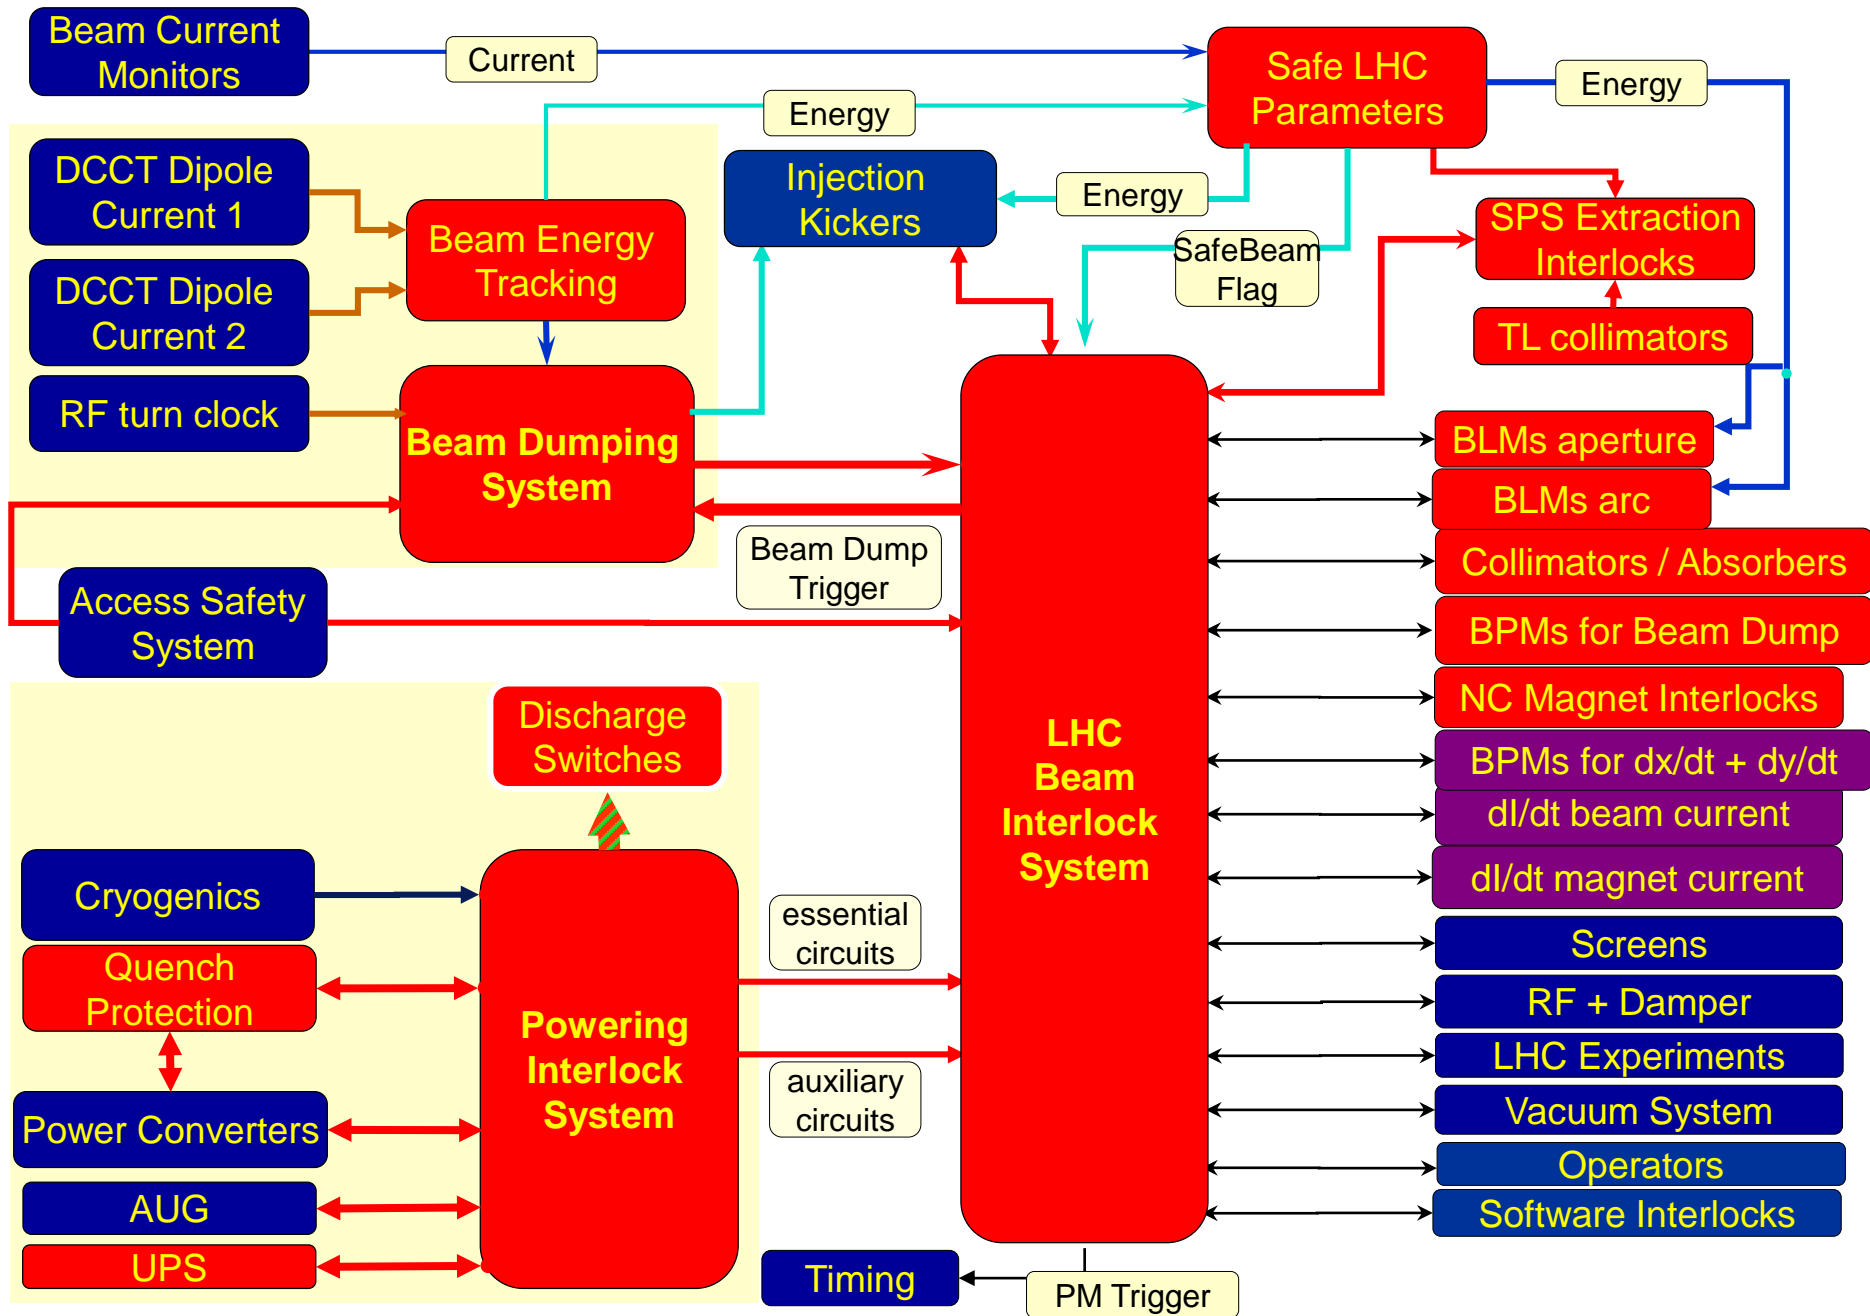 Beam Current
Monitors
Current
Safe LHC
Parameters
Energy
Energy
DCCT Dipole
Current 1
Injection
Kickers
Energy
Beam Energy
Tracking
SPS Extraction
Interlocks
SafeBeam
Flag
DCCT Dipole
Current 2
TL collimators
RF turn clock
Beam Dumping
System
BLMs aperture
BLMs arc
Beam Dump
Trigger
Collimators / Absorbers
Access Safety
System
BPMs for Beam Dump
Discharge
Switches
NC Magnet Interlocks
LHC
Beam
Interlock
System
BPMs for dx/dt + dy/dt
dI/dt beam current
dI/dt magnet current
Cryogenics
essential
circuits
Screens
Quench
Protection
RF + Damper
Powering
Interlock
System
LHC Experiments
auxiliary
circuits
Power Converters
Vacuum System
Operators
AUG
Software Interlocks
UPS
Timing
PM Trigger